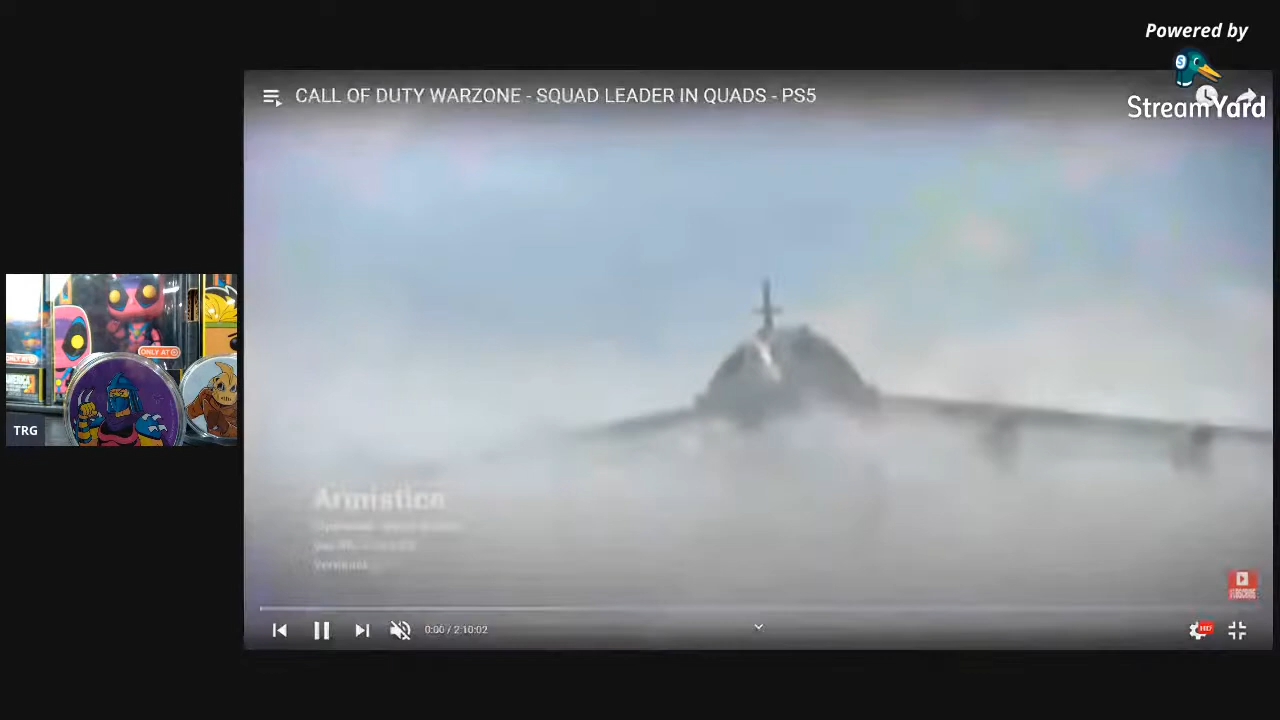 Powered by
StreamYard
CALL OF DUTY WARZONE - SQUAD LEADER IN QUADS - PS5
ONLY AT
TRG
Armistice
0:00 / 2:10:02
HD